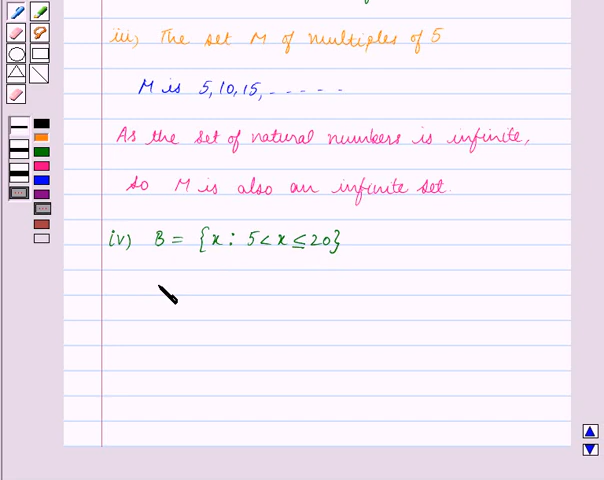 iii) The set M of multiples of 5
M is 5, 10, 15, - - - - - -
As the set of natural numbers is infinite,
so M is also an infinite set.
iv) B = {x : 5 < x ≤ 20}